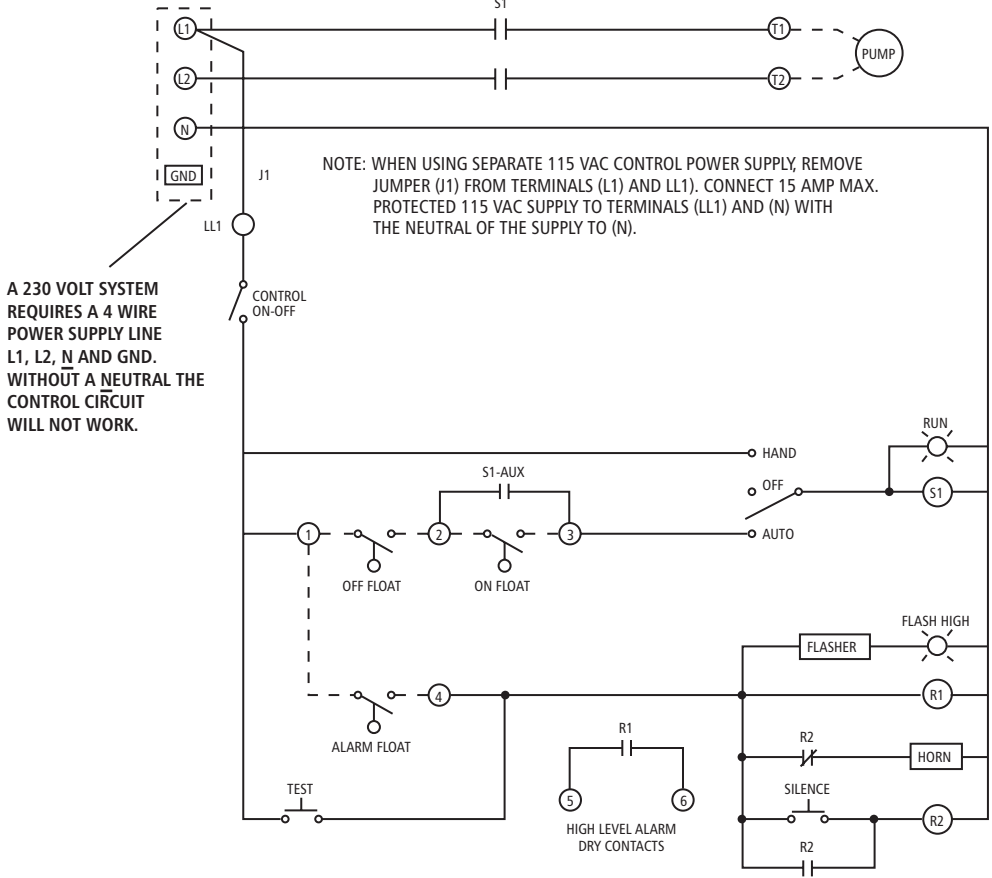 S1
L1
T1
PUMP
L2
T2
N
GND
J1
NOTE: WHEN USING SEPARATE 115 VAC CONTROL POWER SUPPLY, REMOVE
JUMPER (J1) FROM TERMINALS (L1) AND LL1). CONNECT 15 AMP MAX.
PROTECTED 115 VAC SUPPLY TO TERMINALS (LL1) AND (N) WITH
THE NEUTRAL OF THE SUPPLY TO (N).
LL1
A 230 VOLT SYSTEM
REQUIRES A 4 WIRE
POWER SUPPLY LINE
L1, L2, N AND GND.
WITHOUT A NEUTRAL THE
CONTROL CIRCUIT
WILL NOT WORK.
CONTROL
ON-OFF
RUN
HAND
S1-AUX
OFF
S1
1
2
3
AUTO
OFF FLOAT
ON FLOAT
FLASH HIGH
FLASHER
4
R1
ALARM FLOAT
R1
R2
HORN
TEST
5
6
SILENCE
R2
HIGH LEVEL ALARM
DRY CONTACTS
R2